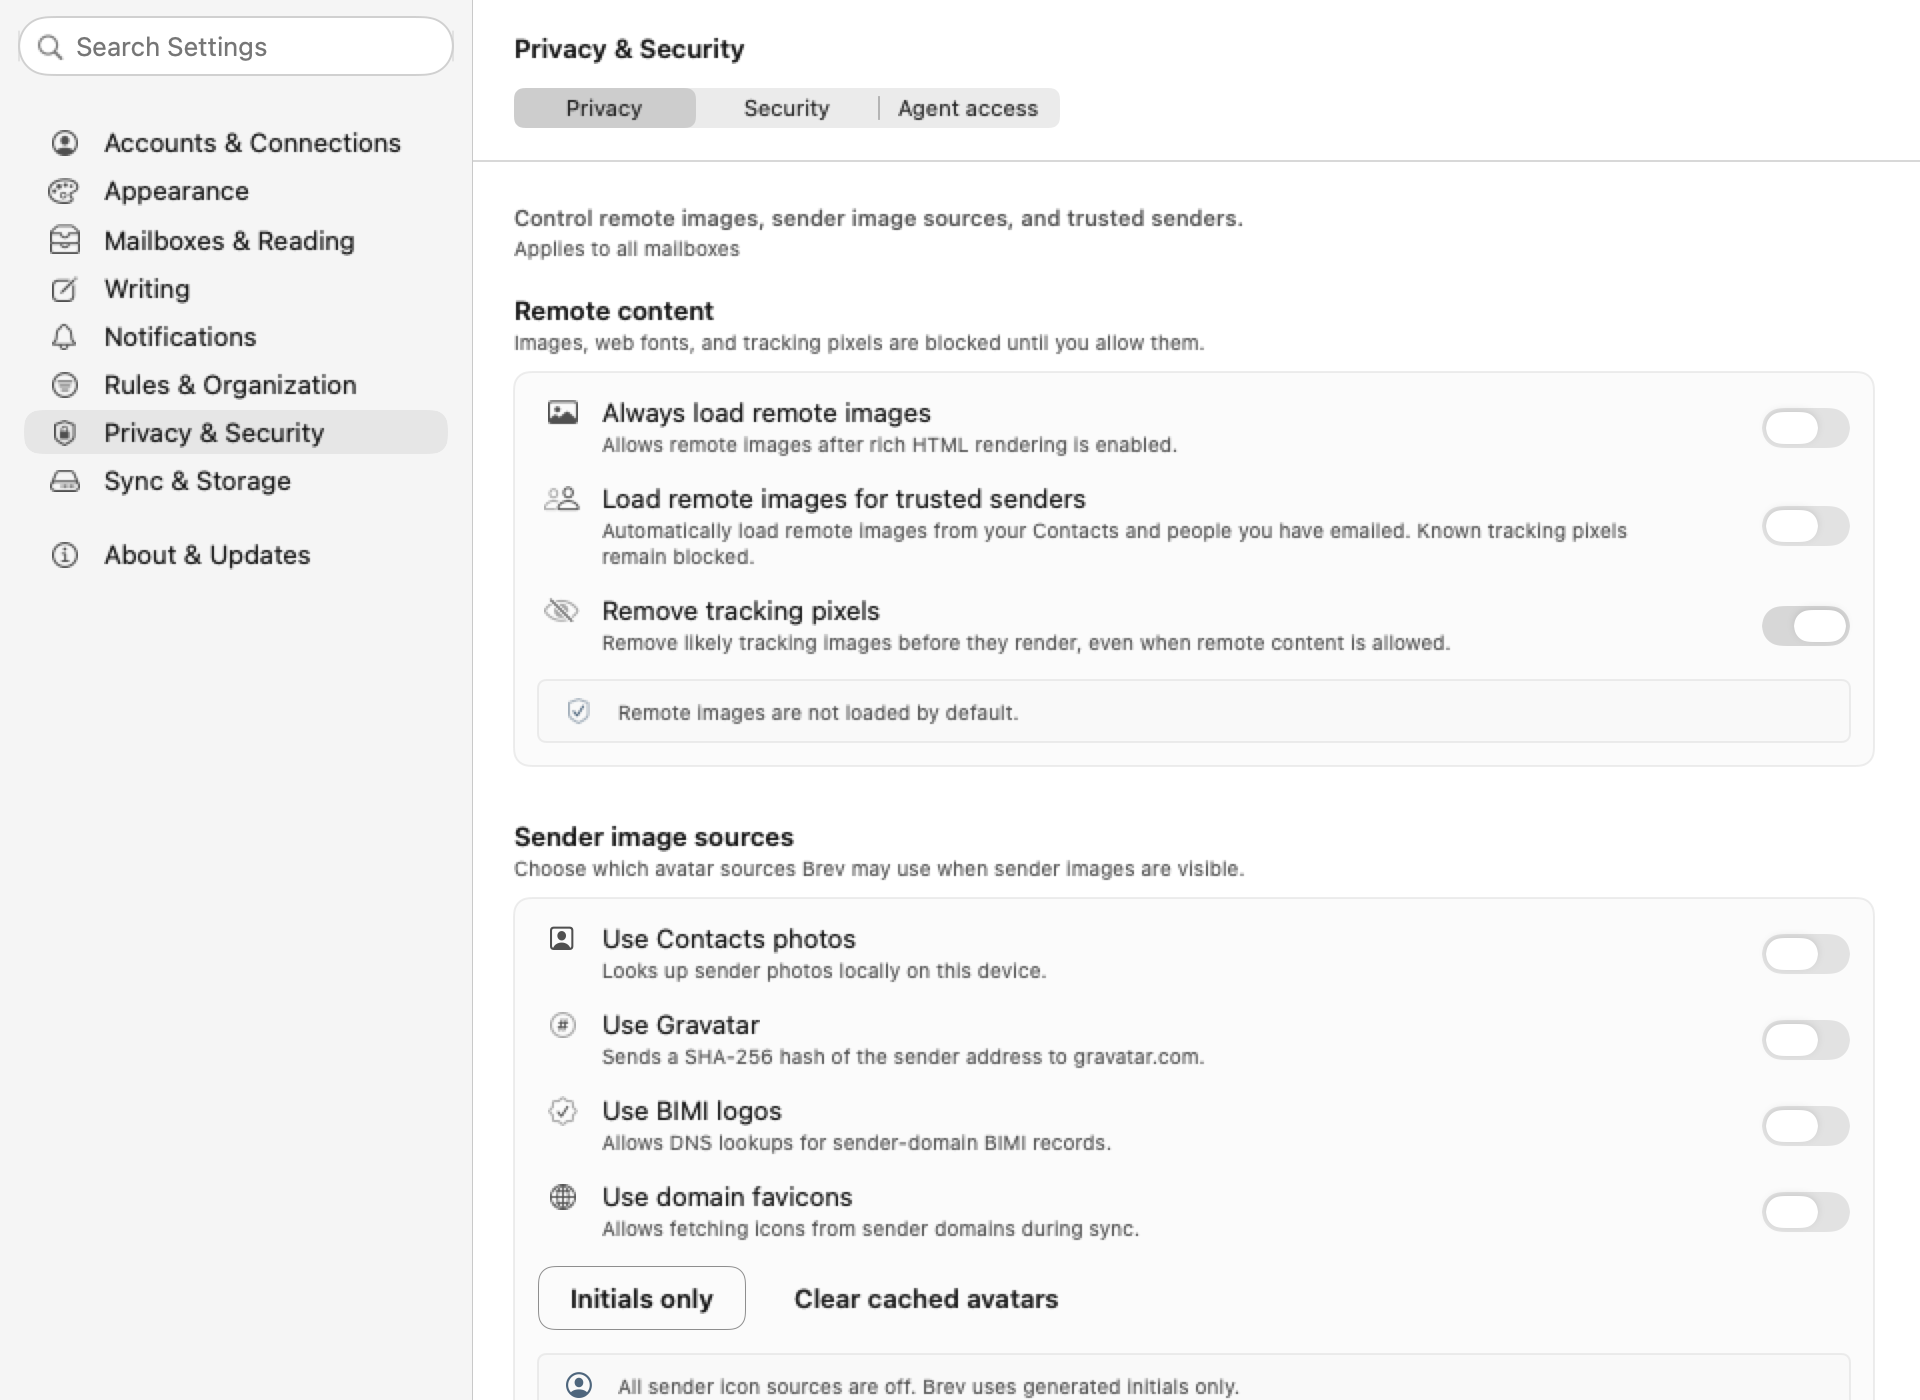 Search Settings
Accounts & Connections
Appearance
Mailboxes & Reading
Writing
Notifications
Rules & Organization
Privacy & Security
Sync & Storage
About & Updates
Privacy & Security
Privacy
Security
Agent access
Control remote images, sender image sources, and trusted senders.
Applies to all mailboxes
Remote content
Images, web fonts, and tracking pixels are blocked until you allow them.
Always load remote images
Allows remote images after rich HTML rendering is enabled.
Load remote images for trusted senders
Automatically load remote images from your Contacts and people you have emailed. Known tracking pixels
remain blocked.
Remove tracking pixels
Remove likely tracking images before they render, even when remote content is allowed.
Remote images are not loaded by default.
Sender image sources
Choose which avatar sources Brev may use when sender images are visible.
Use Contacts photos
Looks up sender photos locally on this device.
#
Use Gravatar
Sends a SHA-256 hash of the sender address to gravatar.com.
Use BIMI logos
Allows DNS lookups for sender-domain BIMI records.
Use domain favicons
Allows fetching icons from sender domains during sync.
Initials only
Clear cached avatars
All sender icon sources are off. Brev uses generated initials only.